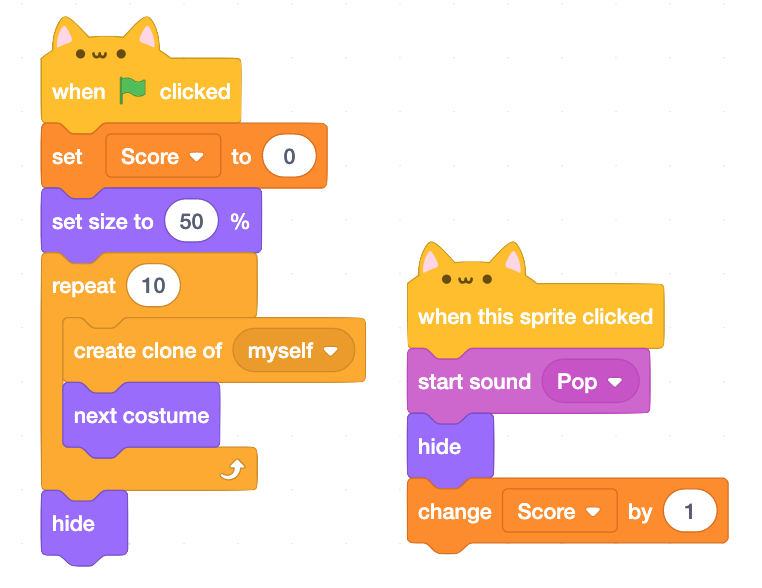 when clicked
set Score to 0
set size to 50 %
repeat 10
create clone of myself
next costume
hide
when this sprite clicked
start sound Pop
hide
change Score by 1